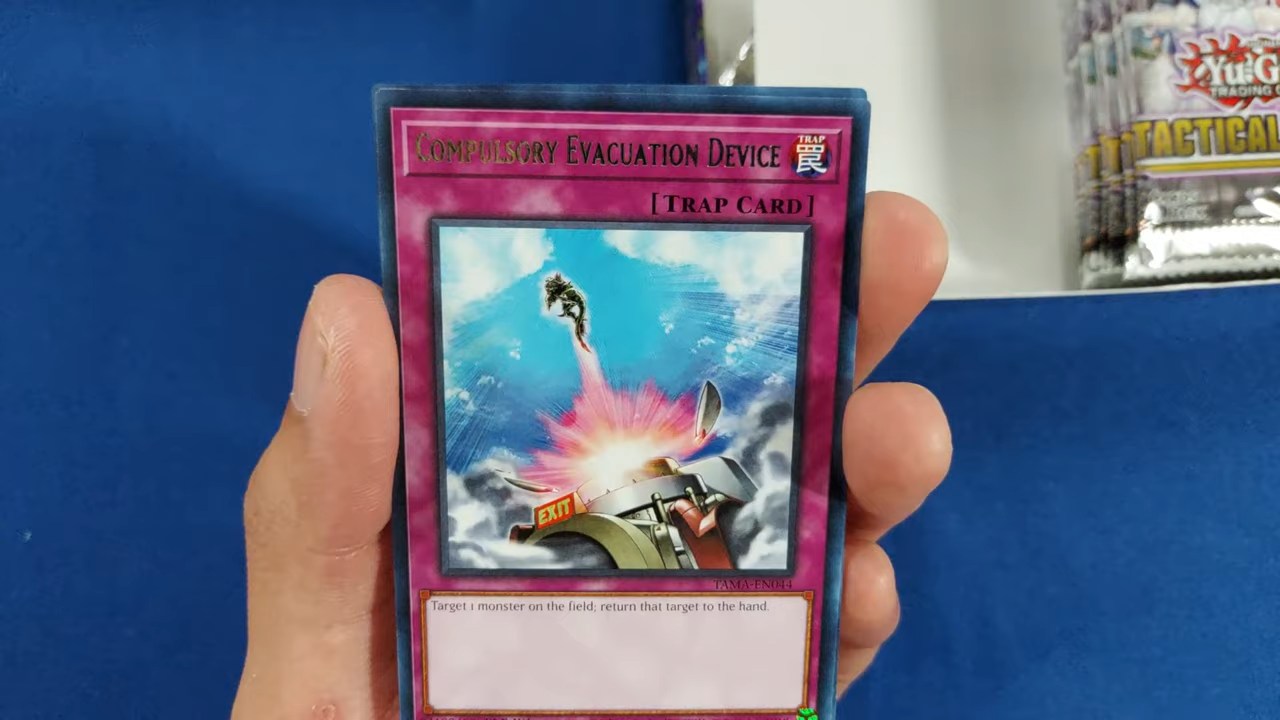 COMPULSORY EVACUATION DEVICE
TRAP
罠
[TRAP CARD]
EXIT
TAMA-EN044
Target 1 monster on the field; return that target to the hand.
TRADING
TACTICAL